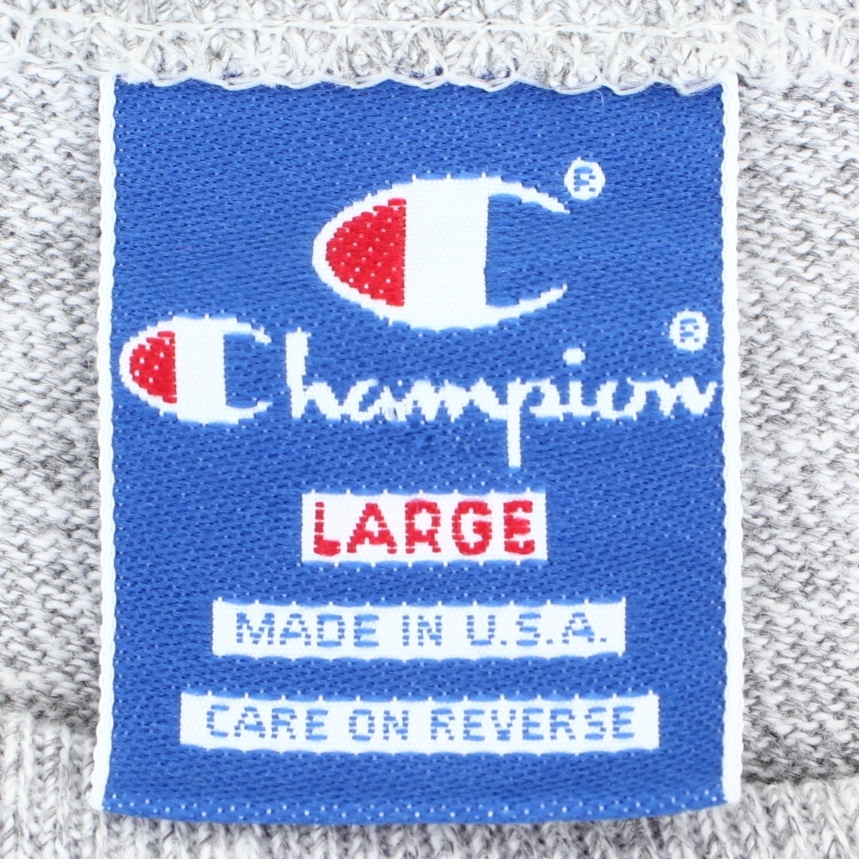 C®
Champion®
LARGE
MADE IN U.S.A.
CARE ON REVERSE